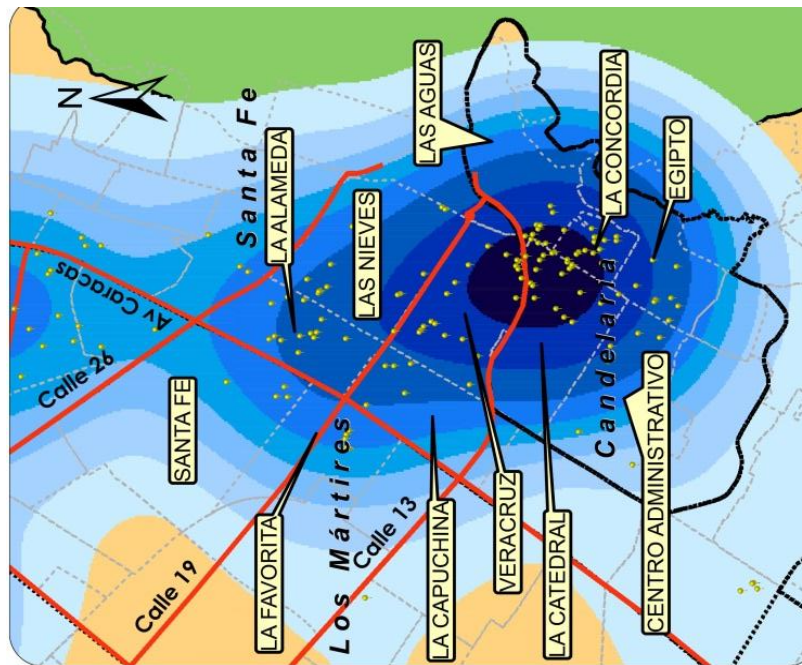 N
Santa Fe
LA ALAMEDA
LAS NIEVES
LAS AGUAS
LA CONCORDIA
EGIPTO
Av Caracas
Calle 26
SANTA FE
Candelaria
Calle 19
LA FAVORITA
Los Mártires
Calle 13
LA CAPUCHINA
VERACRUZ
LA CATEDRAL
CENTRO ADMINISTRATIVO